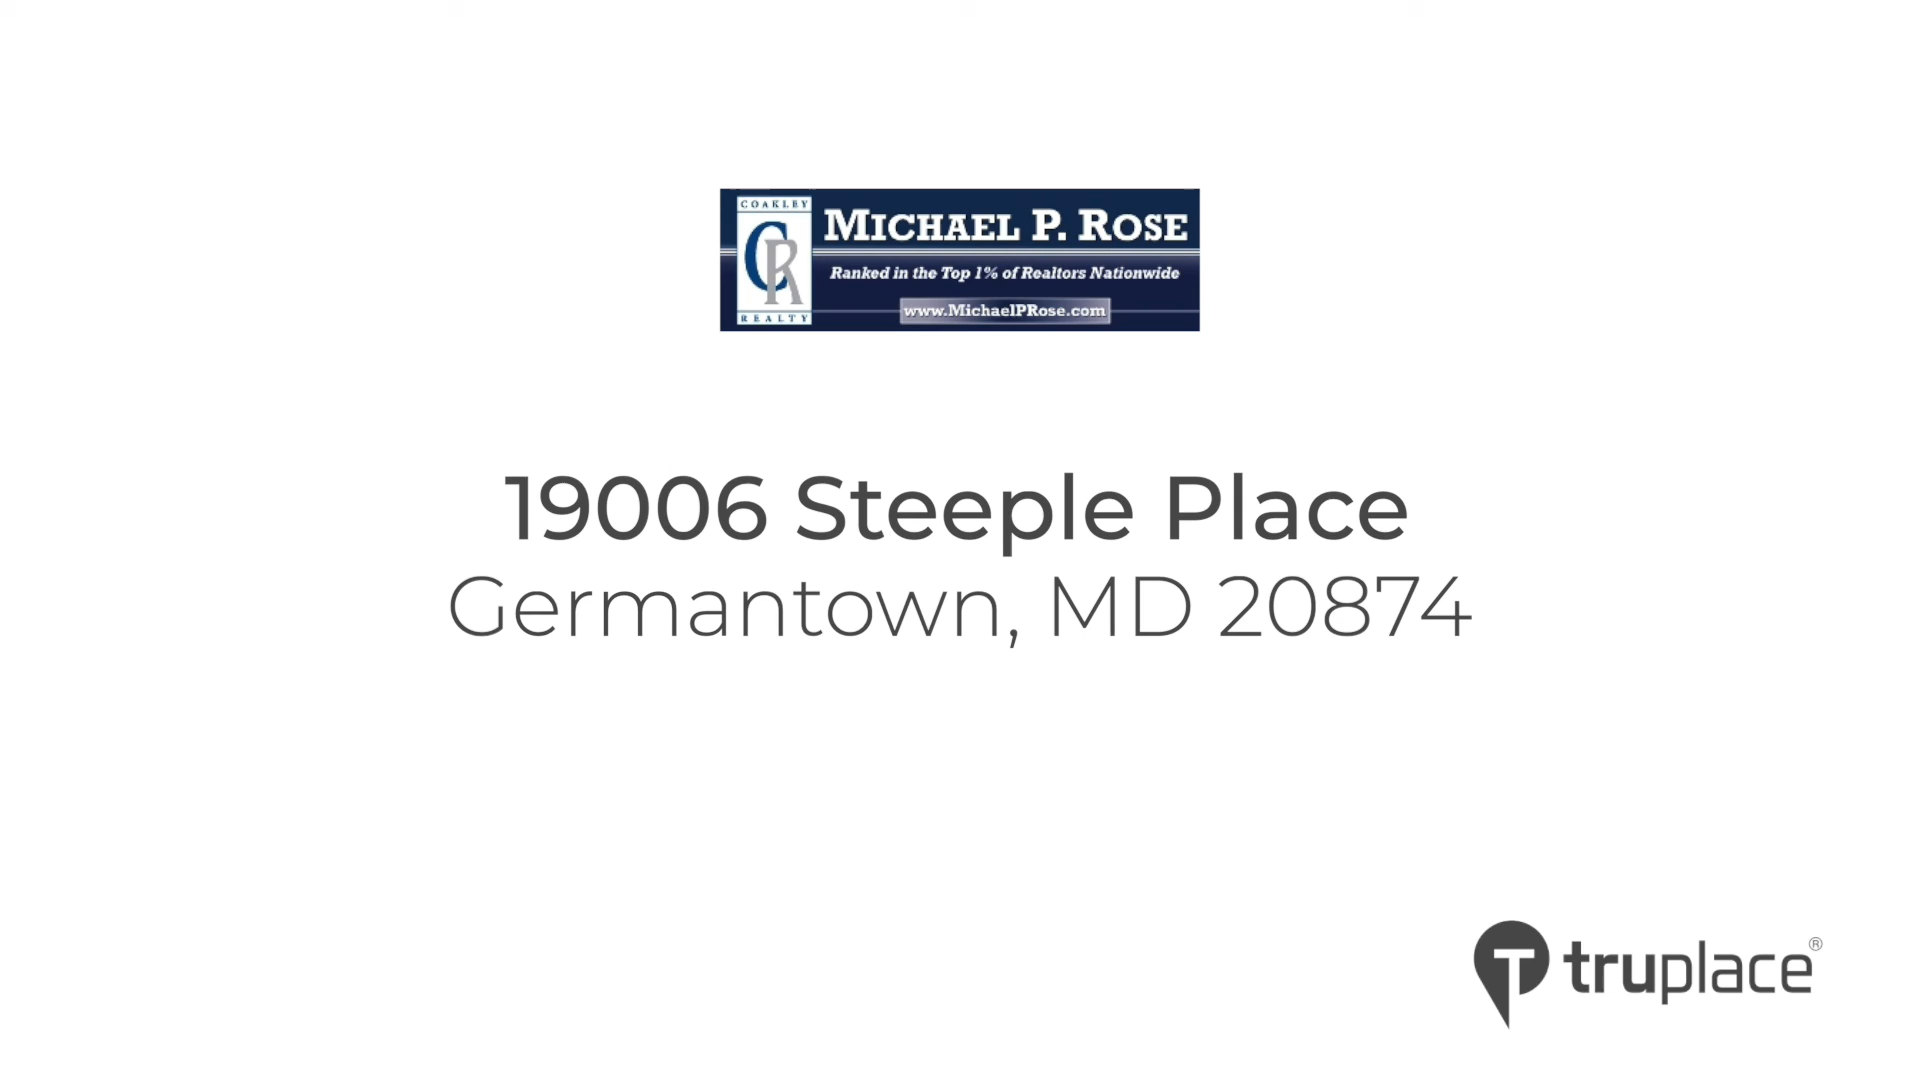 COAKLEY
CR
REALTY
MICHAEL P. ROSE
Ranked in the Top 1% of Realtors Nationwide
www.MichaelPRose.com
19006 Steeple Place
Germantown, MD 20874
T truplace®